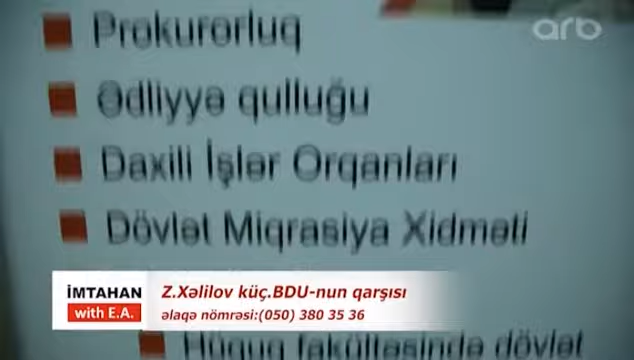 arb
Prokurorluq
Ədliyyə qulluğu
Daxili İşlər Orqanları
Dövlət Miqrasiya Xidməti
İMTAHAN
with E.A.
Z.Xəlilov küç.BDU-nun qarşısı
əlaqə nömrəsi:(050) 380 35 36
Hüquq fakültəsində dövlət